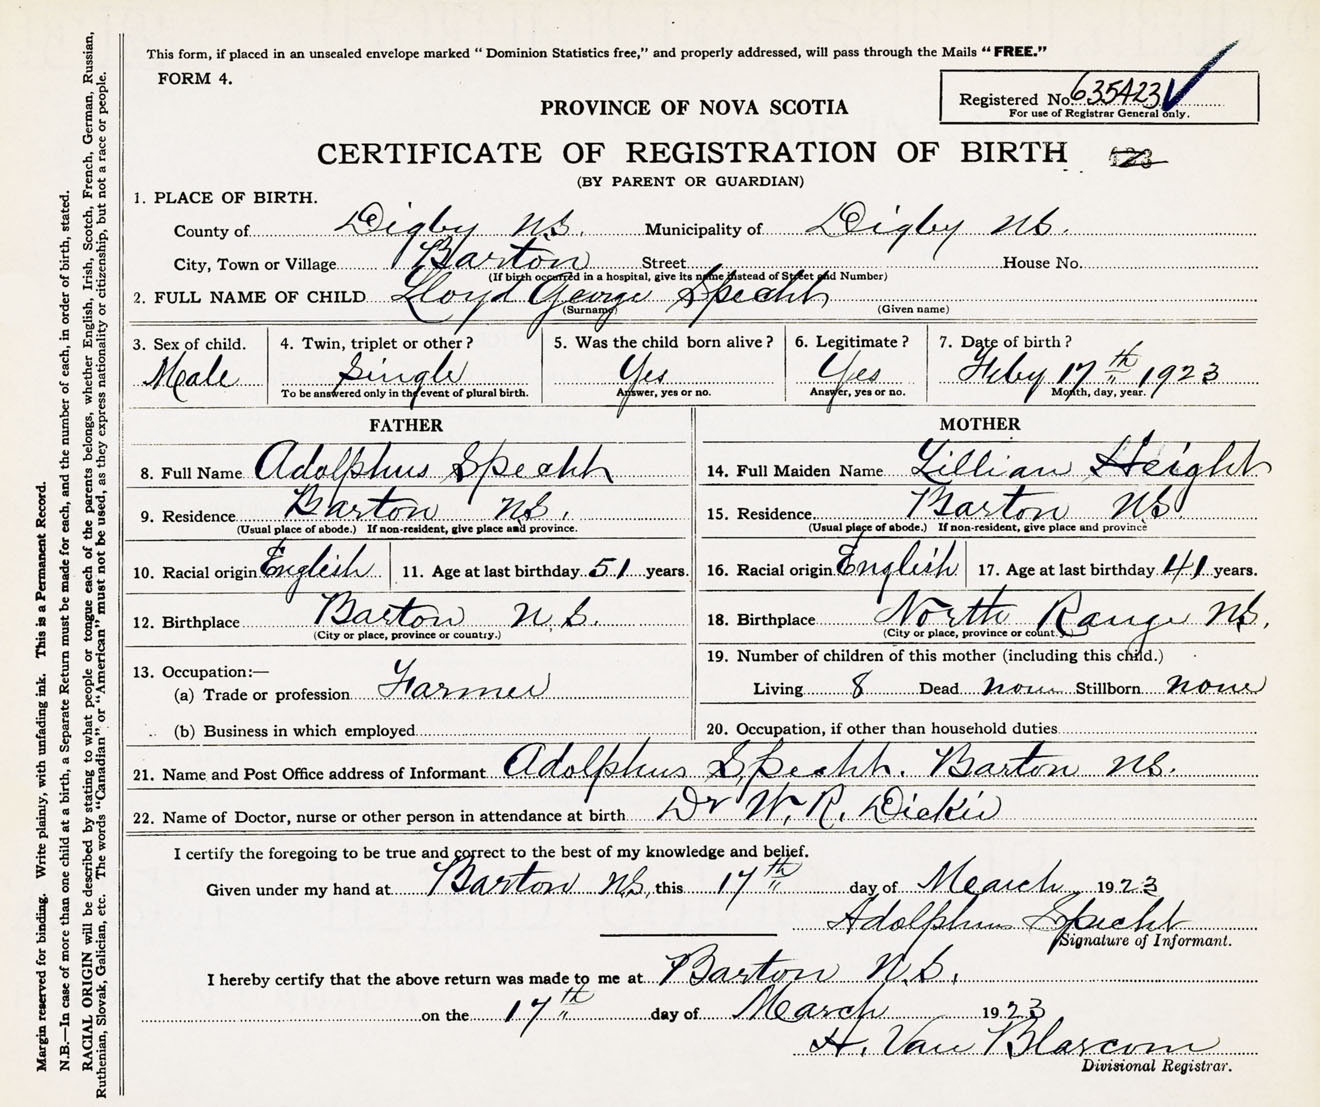 This form, if placed in an unsealed envelope marked “ Dominion Statistics free,” and properly addressed, will pass through the Mails “ FREE.”
FORM 4.
Registered No. 635423
For use of Registrar General only.
PROVINCE OF NOVA SCOTIA
CERTIFICATE OF REGISTRATION OF BIRTH
(BY PARENT OR GUARDIAN)
1. PLACE OF BIRTH.
County of Digby NS. Municipality of Digby NS.
City, Town or Village Barton Street House No.
(If birth occurred in a hospital, give its name instead of Street and Number)
2. FULL NAME OF CHILD Lloyd George Specht
(Surname) (Given name)
3. Sex of child. 4. Twin, triplet or other? 5. Was the child born alive? 6. Legitimate? 7. Date of birth?
Male Single Yes Yes Feby 17th 1923
To be answered only in the event of plural birth. Answer, yes or no. Answer, yes or no. Month, day, year.
FATHER
8. Full Name Adolphus Specht
9. Residence Barton NS.
(Usual place of abode.) If non-resident, give place and province.
10. Racial origin English 11. Age at last birthday 51 years.
12. Birthplace Barton N.S.
(City or place, province or country.)
13. Occupation:—
(a) Trade or profession Farmer
(b) Business in which employed
MOTHER
14. Full Maiden Name Lillian Height
15. Residence Barton NS
(Usual place of abode.) If non-resident, give place and province
16. Racial origin English 17. Age at last birthday 41 years.
18. Birthplace North Range NS.
(City or place, province or count.y.)
19. Number of children of this mother (including this child.)
Living 8 Dead none Stillborn none
20. Occupation, if other than household duties
21. Name and Post Office address of Informant Adolphus Specht. Barton NS.
22. Name of Doctor, nurse or other person in attendance at birth Dr W. R. Dickie
I certify the foregoing to be true and correct to the best of my knowledge and belief.
Given under my hand at Barton NS, this 17th day of March 1923
Adolphus Specht
Signature of Informant.
I hereby certify that the above return was made to me at Barton N.S.
on the 17th day of March 1923
H. Van Blarcom
Divisional Registrar.
Margin reserved for binding. Write plainly, with unfading ink. This is a Permanent Record.
N.B.—In case of more than one child at a birth, a Separate Return must be made for each, and the number of each, in order of birth, stated.
RACIAL ORIGIN will be described by stating to what people or tongue each of the parents belongs, whether English, Irish, Scotch, French, German, Russian,
Ruthenian, Slovak, Galician, etc. The words “Canadian” or “American” must not be used, as they express nationality or citizenship, but not a race or people.